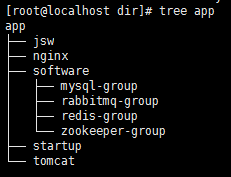 [root@localhost dir]# tree app
app
├── jsw
├── nginx
├── software
│   ├── mysql-group
│   ├── rabbitmq-group
│   ├── redis-group
│   └── zookeeper-group
├── startup
└── tomcat